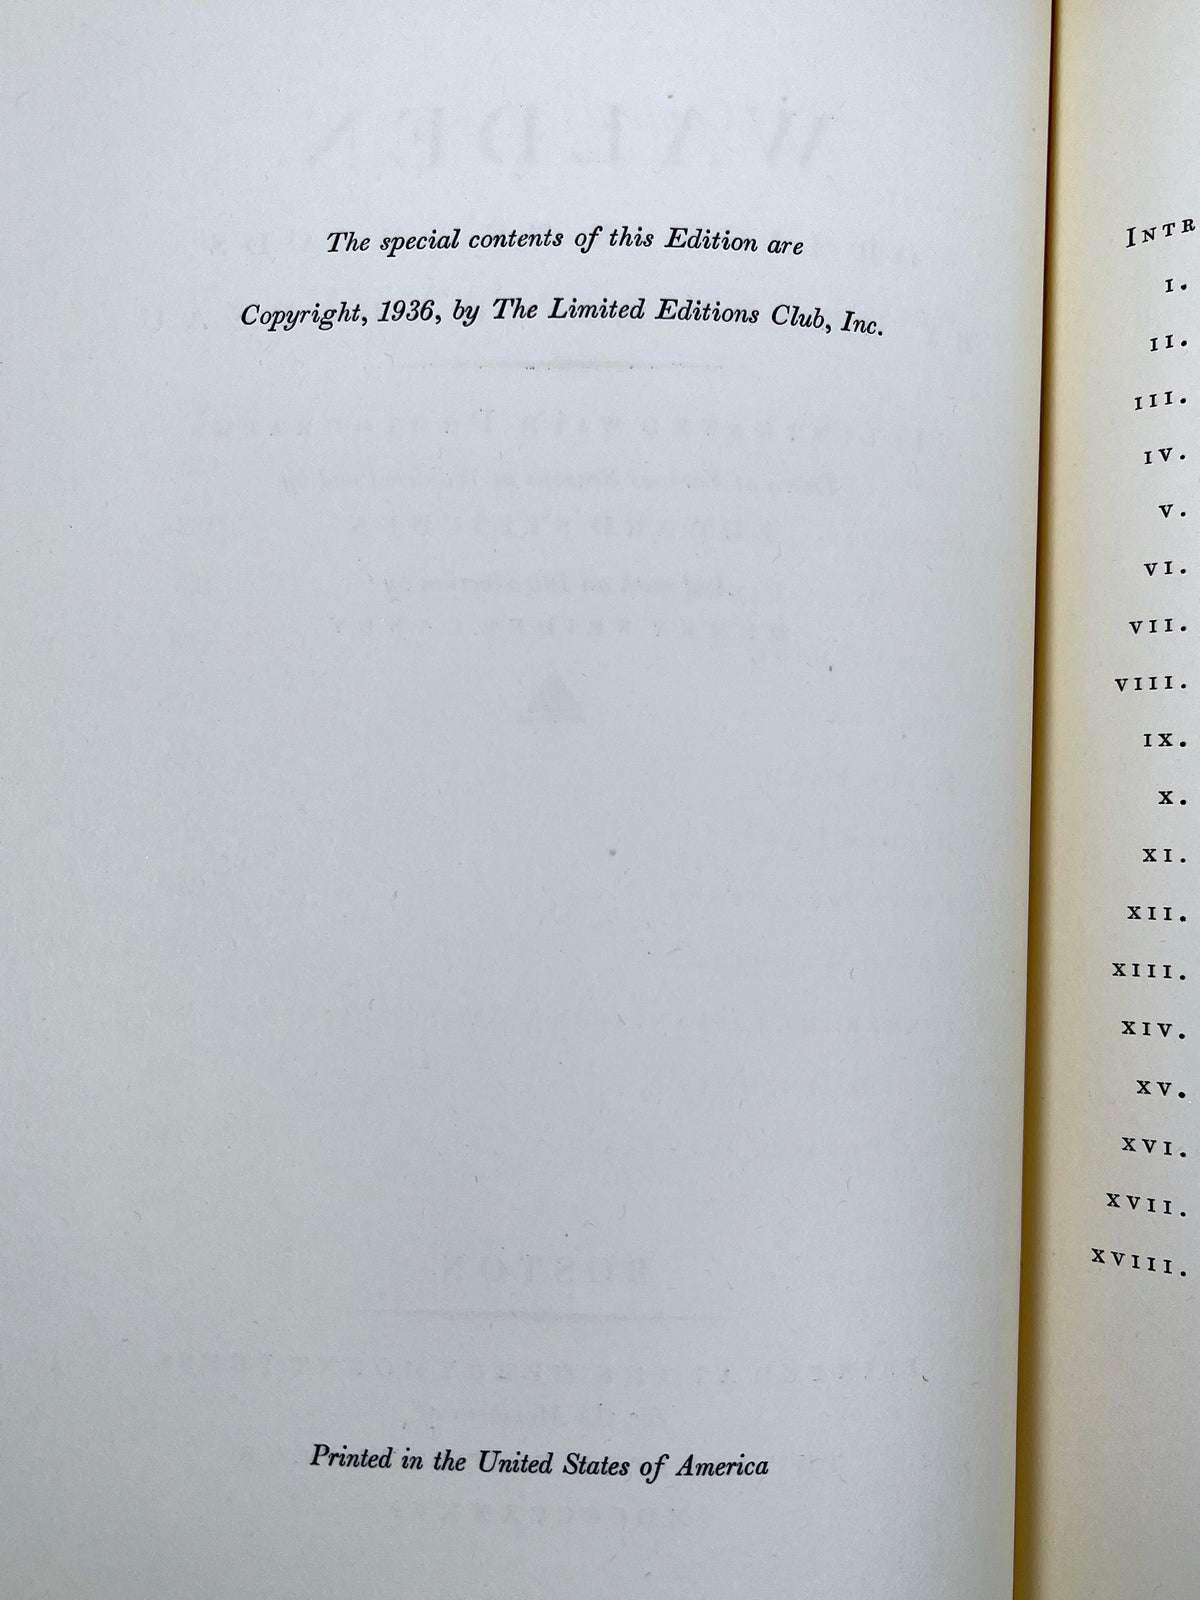 The special contents of this Edition are
Copyright, 1936, by The Limited Editions Club, Inc.
Printed in the United States of America
WALDEN
BOSTON
INTR
I.
II.
III.
IV.
V.
VI.
VII.
VIII.
IX.
X.
XI.
XII.
XIII.
XIV.
XV.
XVI.
XVII.
XVIII.